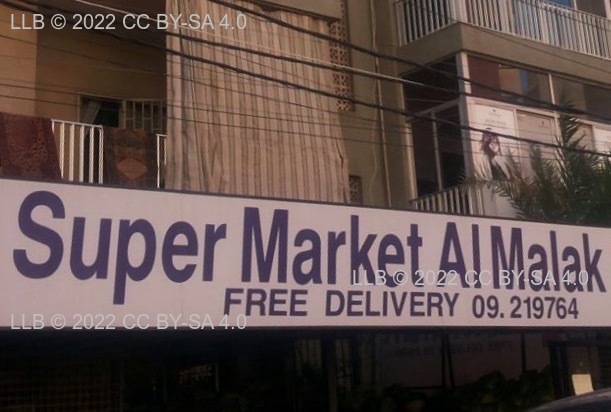 LLB © 2022 CC BY-SA 4.0
Super Market Al Malak
LLB © 2022 CC BY-SA 4.0
FREE DELIVERY 09.219764
LLB © 2022 CC BY-SA 4.0